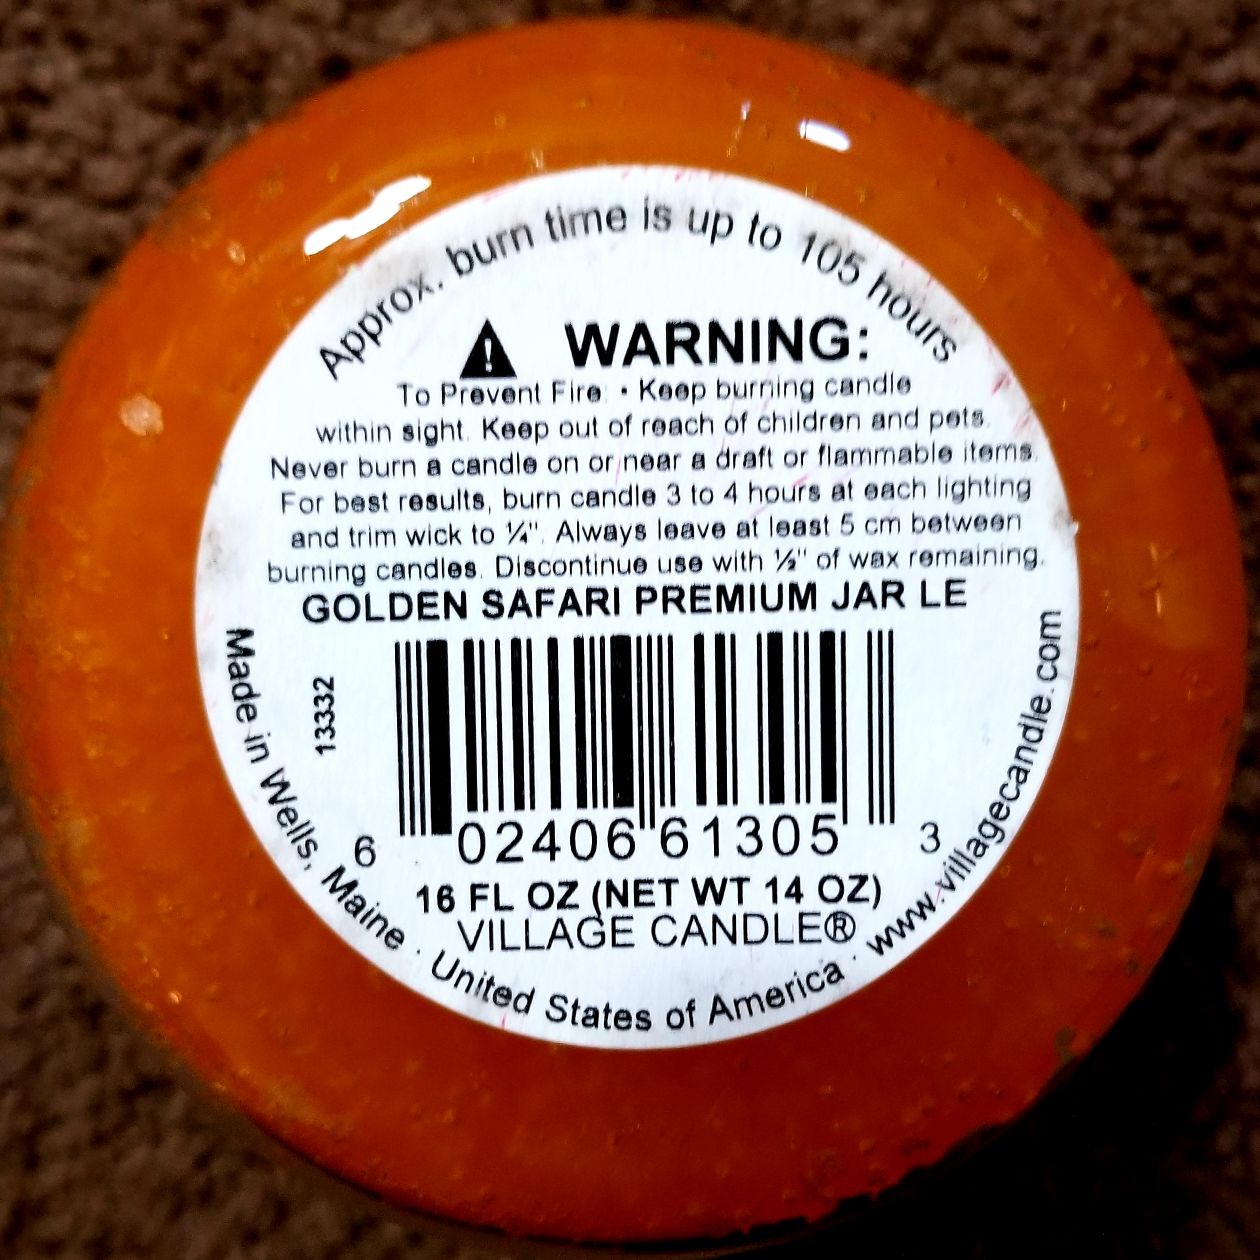 Approx. burn time is up to 105 hours
WARNING:
To Prevent Fire: • Keep burning candle
within sight. Keep out of reach of children and pets.
Never burn a candle on or near a draft or flammable items.
For best results, burn candle 3 to 4 hours at each lighting
and trim wick to ¼". Always leave at least 5 cm between
burning candles. Discontinue use with ½" of wax remaining.
GOLDEN SAFARI PREMIUM JAR LE
13332
6 02406 61305 3
16 FL OZ (NET WT 14 OZ)
VILLAGE CANDLE®
Made in Wells, Maine · United States of America · www.villagecandle.com